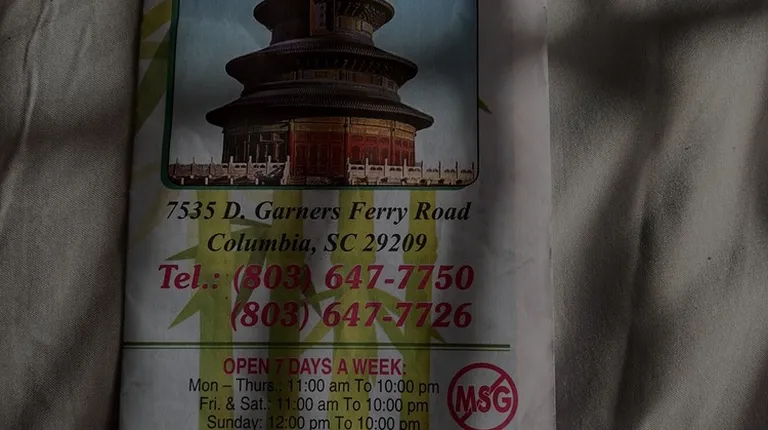 7535 D. Garners Ferry Road
Columbia, SC 29209
Tel.: (803) 647-7750
(803) 647-7726
OPEN 7 DAYS A WEEK:
Mon – Thurs.: 11:00 am To 10:00 pm
Fri. & Sat.: 11:00 am To 10:00 pm
Sunday: 12:00 pm To 10:00 pm
MSG